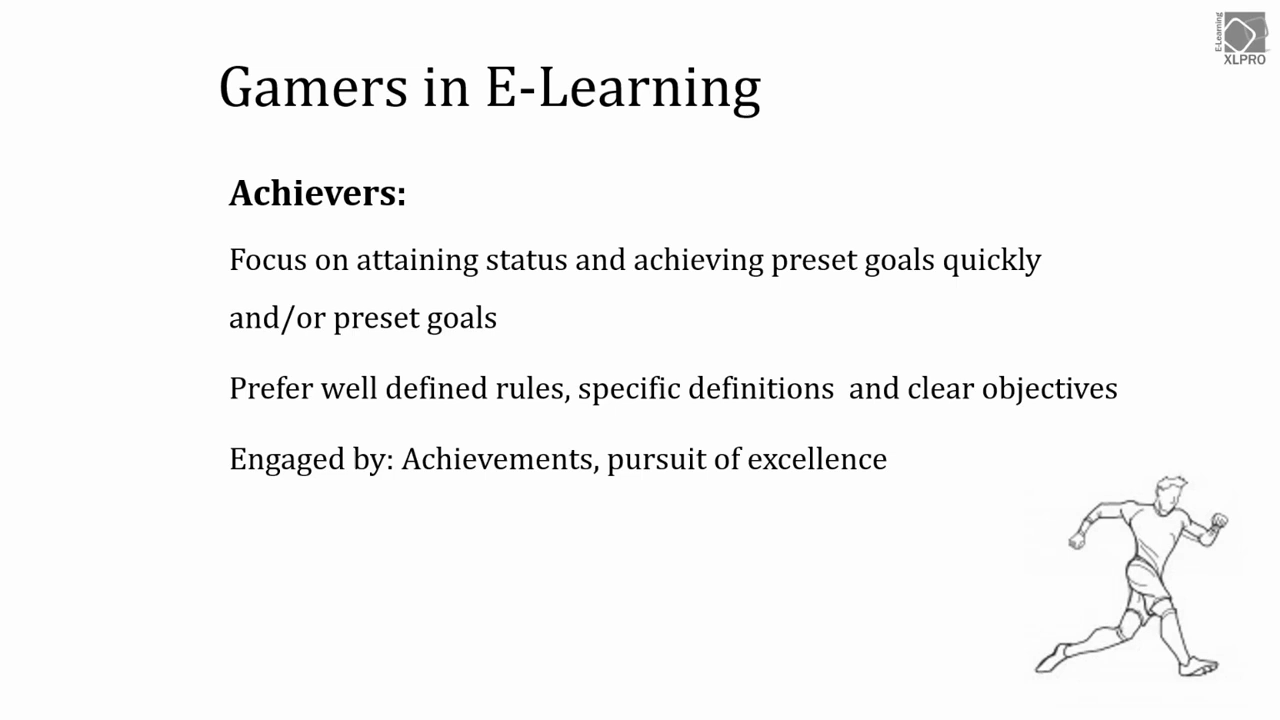 E-Learning
XLPRO
Gamers in E-Learning
Achievers:
Focus on attaining status and achieving preset goals quickly
and/or preset goals
Prefer well defined rules, specific definitions  and clear objectives
Engaged by: Achievements, pursuit of excellence